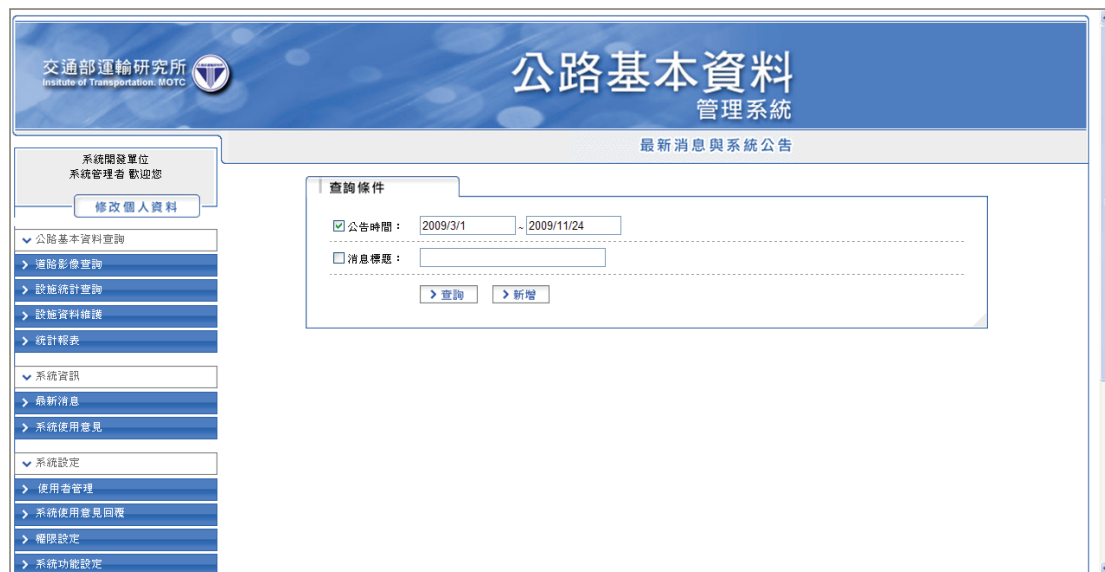 交通部運輸研究所
Insitute of Transportation. MOTC
公路基本資料
管理系統
最新消息與系統公告
系統開發單位
系統管理者 歡迎您
修改個人資料
公路基本資料查詢
道路影像查詢
設施統計查詢
設施資料維護
統計報表
系統資訊
最新消息
系統使用意見
系統設定
使用者管理
系統使用意見回覆
權限設定
系統功能設定
查詢條件
公告時間： 2009/3/1 ~ 2009/11/24
消息標題：
查詢 新增